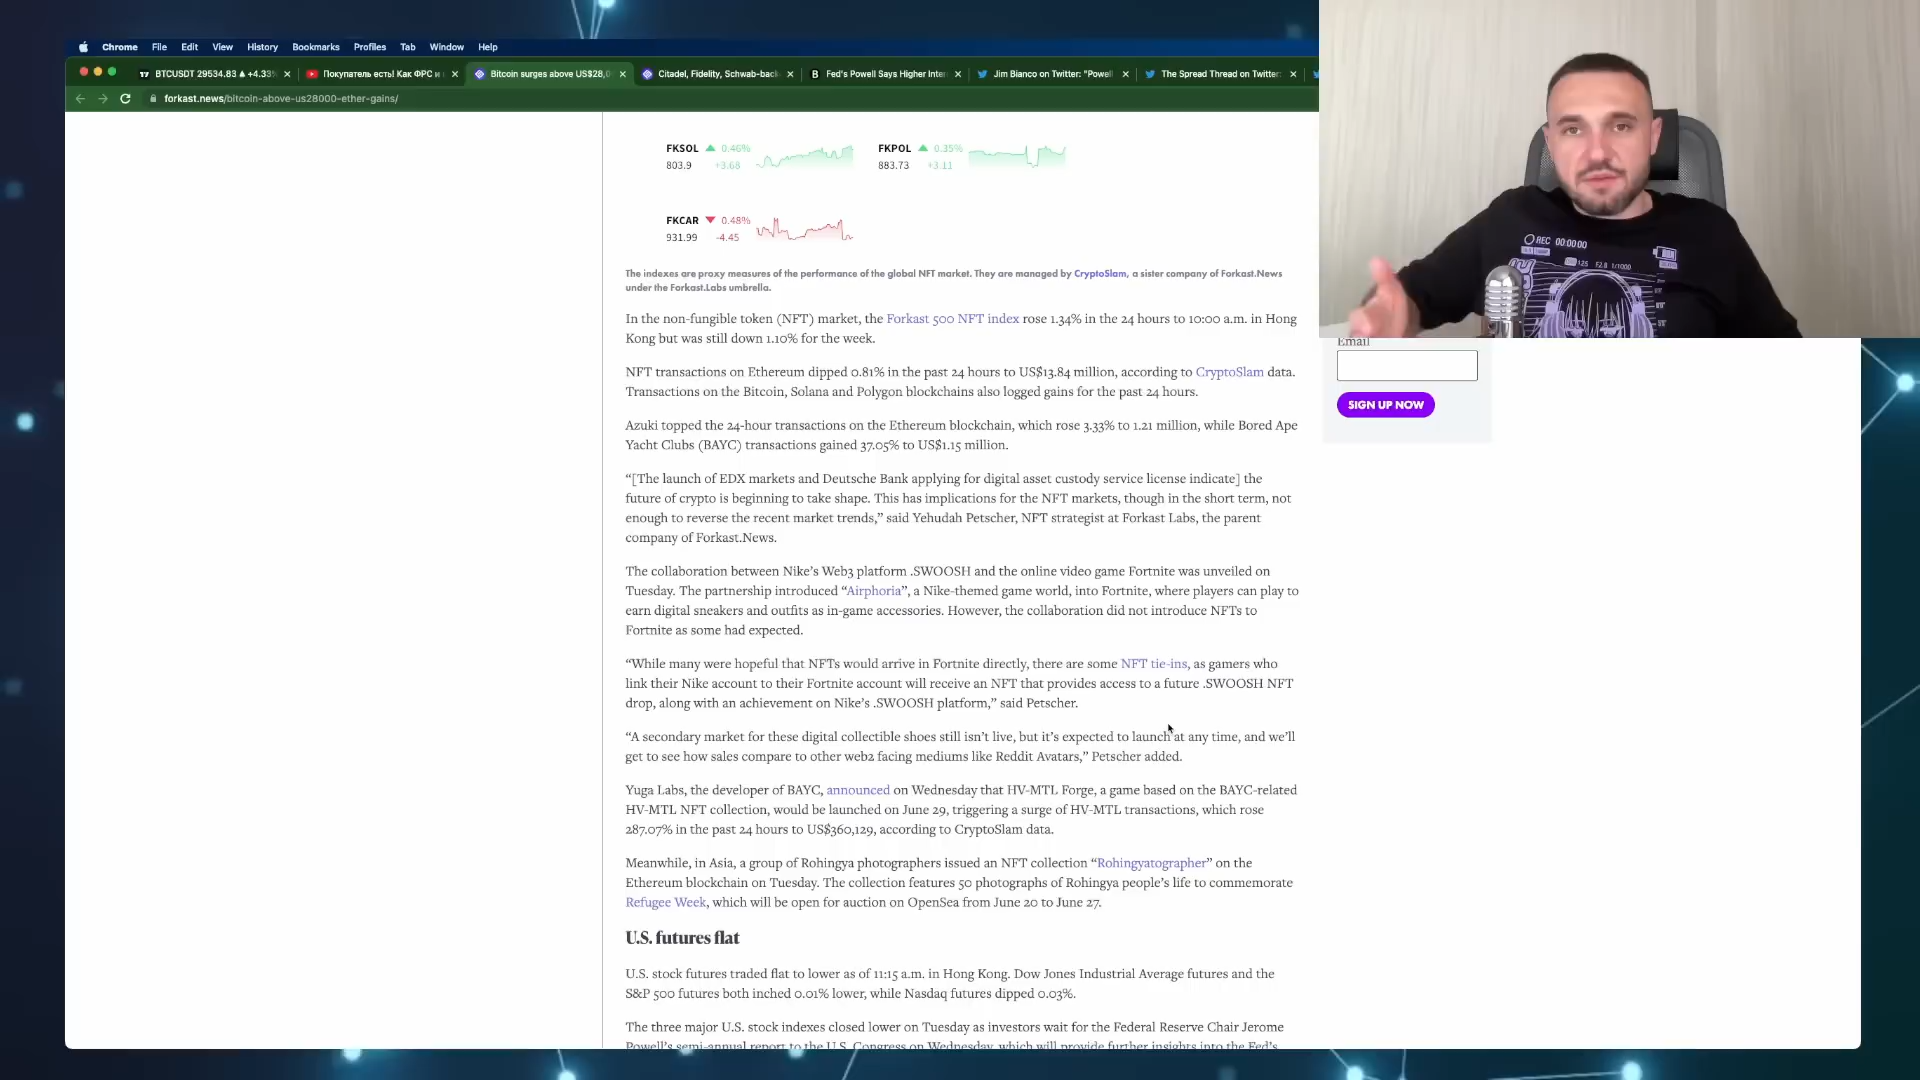 Chrome File Edit View History Bookmarks Profiles Tab Window Help
BTCUSDT 29534.83 ▲ +4.33%
Покупатель есть! Как ФРС и
Bitcoin surges above US$28,0
Citadel, Fidelity, Schwab-back
Fed's Powell Says Higher Inter
Jim Bianco on Twitter: "Powell
The Spread Thread on Twitter:
forkast.news/bitcoin-above-us28000-ether-gains/
FKSOL ▲ 0.46%
803.9 +3.68
FKPOL ▲ 0.35%
883.73 +3.11
FKCAR ▼ 0.48%
931.99 -4.45
The indexes are proxy measures of the performance of the global NFT market. They are managed by CryptoSlam, a sister company of Forkast.News
under the Forkast.Labs umbrella.
In the non-fungible token (NFT) market, the Forkast 500 NFT index rose 1.34% in the 24 hours to 10:00 a.m. in Hong
Kong but was still down 1.10% for the week.
NFT transactions on Ethereum dipped 0.81% in the past 24 hours to US$13.84 million, according to CryptoSlam data.
Transactions on the Bitcoin, Solana and Polygon blockchains also logged gains for the past 24 hours.
Azuki topped the 24-hour transactions on the Ethereum blockchain, which rose 3.33% to 1.21 million, while Bored Ape
Yacht Clubs (BAYC) transactions gained 37.05% to US$1.15 million.
“[The launch of EDX markets and Deutsche Bank applying for digital asset custody service license indicate] the
future of crypto is beginning to take shape. This has implications for the NFT markets, though in the short term, not
enough to reverse the recent market trends,” said Yehudah Petscher, NFT strategist at Forkast Labs, the parent
company of Forkast.News.
The collaboration between Nike’s Web3 platform .SWOOSH and the online video game Fortnite was unveiled on
Tuesday. The partnership introduced “Airphoria”, a Nike-themed game world, into Fortnite, where players can play to
earn digital sneakers and outfits as in-game accessories. However, the collaboration did not introduce NFTs to
Fortnite as some had expected.
“While many were hopeful that NFTs would arrive in Fortnite directly, there are some NFT tie-ins, as gamers who
link their Nike account to their Fortnite account will receive an NFT that provides access to a future .SWOOSH NFT
drop, along with an achievement on Nike’s .SWOOSH platform,” said Petscher.
“A secondary market for these digital collectible shoes still isn’t live, but it’s expected to launch at any time, and we’ll
get to see how sales compare to other web2 facing mediums like Reddit Avatars,” Petscher added.
Yuga Labs, the developer of BAYC, announced on Wednesday that HV-MTL Forge, a game based on the BAYC-related
HV-MTL NFT collection, would be launched on June 29, triggering a surge of HV-MTL transactions, which rose
287.07% in the past 24 hours to US$360,129, according to CryptoSlam data.
Meanwhile, in Asia, a group of Rohingya photographers issued an NFT collection “Rohingyatographer” on the
Ethereum blockchain on Tuesday. The collection features 50 photographs of Rohingya people’s life to commemorate
Refugee Week, which will be open for auction on OpenSea from June 20 to June 27.
U.S. futures flat
U.S. stock futures traded flat to lower as of 11:15 a.m. in Hong Kong. Dow Jones Industrial Average futures and the
S&P 500 futures both inched 0.01% lower, while Nasdaq futures dipped 0.03%.
The three major U.S. stock indexes closed lower on Tuesday as investors wait for the Federal Reserve Chair Jerome
Powell’s semi-annual report to the U.S. Congress on Wednesday, which will provide further insights into the Fed’s
Email
SIGN UP NOW
REC 00:00:00
125 F2.8 1/1000